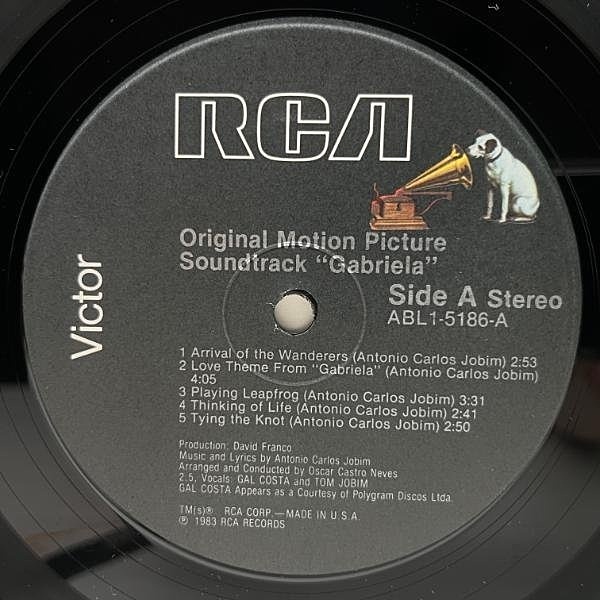 RCA
Victor
Original Motion Picture
Soundtrack "Gabriela"
Side A Stereo
ABL1-5186-A
1 Arrival of the Wanderers (Antonio Carlos Jobim) 2:53
2 Love Theme From "Gabriela" (Antonio Carlos Jobim)
4:05
3 Playing Leapfrog (Antonio Carlos Jobim) 3:31
4 Thinking of Life (Antonio Carlos Jobim) 2:41
5 Tying the Knot (Antonio Carlos Jobim) 2:50
Production: David Franco
Music and Lyrics by Antonio Carlos Jobim
Arranged and Conducted by Oscar Castro Neves
2.5, Vocals: GAL COSTA and TOM JOBIM
GAL COSTA Appears as a Courtesy of Polygram Discos Ltda.
TM(s)® RCA CORP.—MADE IN U.S.A.
℗ 1983 RCA RECORDS